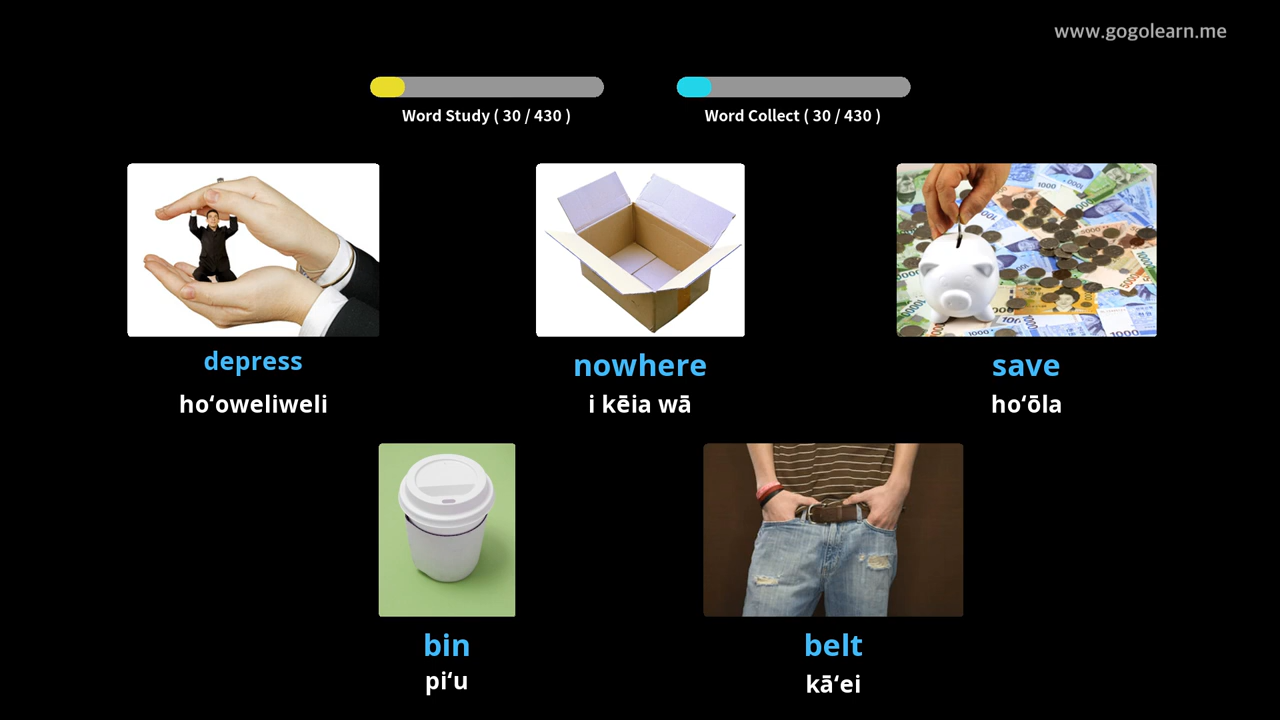 www.gogolearn.me
Word Study ( 30 / 430 )
Word Collect ( 30 / 430 )
depress
hoʻoweliweli
nowhere
i kēia wā
save
hoʻōla
bin
piʻu
belt
kāʻei